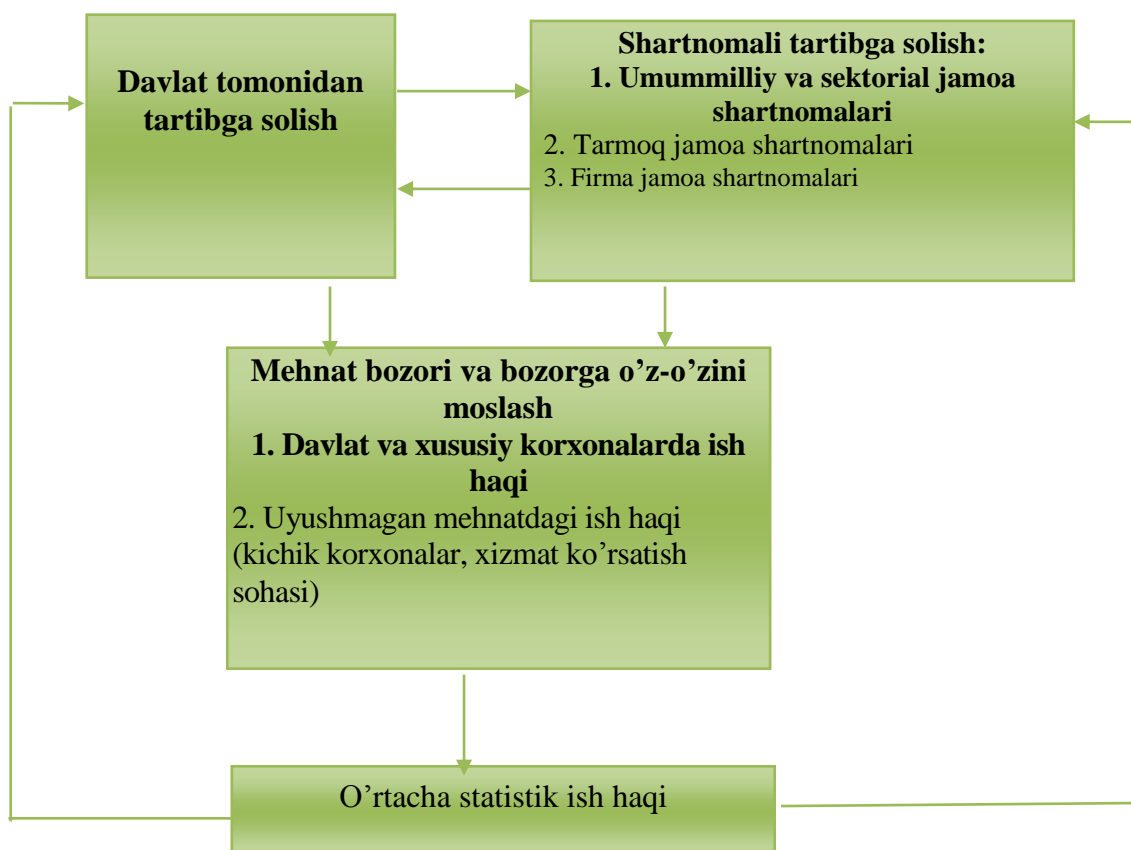 Davlat tomonidan
tartibga solish
Shartnomali tartibga solish:
1. Umummilliy va sektorial jamoa
shartnomalari
2. Tarmoq jamoa shartnomalari
3. Firma jamoa shartnomalari
Mehnat bozori va bozorga o’z-o’zini
moslash
1. Davlat va xususiy korxonalarda ish
haqi
2. Uyushmagan mehnatdagi ish haqi
(kichik korxonalar, xizmat ko’rsatish
sohasi)
O’rtacha statistik ish haqi